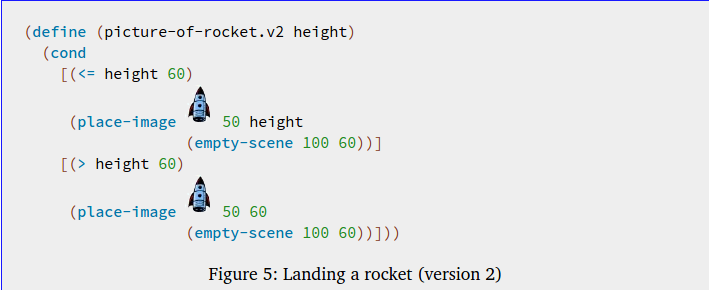 (define (picture-of-rocket.v2 height)
(cond
[(<= height 60)
(place-image 50 height
(empty-scene 100 60))]
[(> height 60)
(place-image 50 60
(empty-scene 100 60))]))
Figure 5: Landing a rocket (version 2)